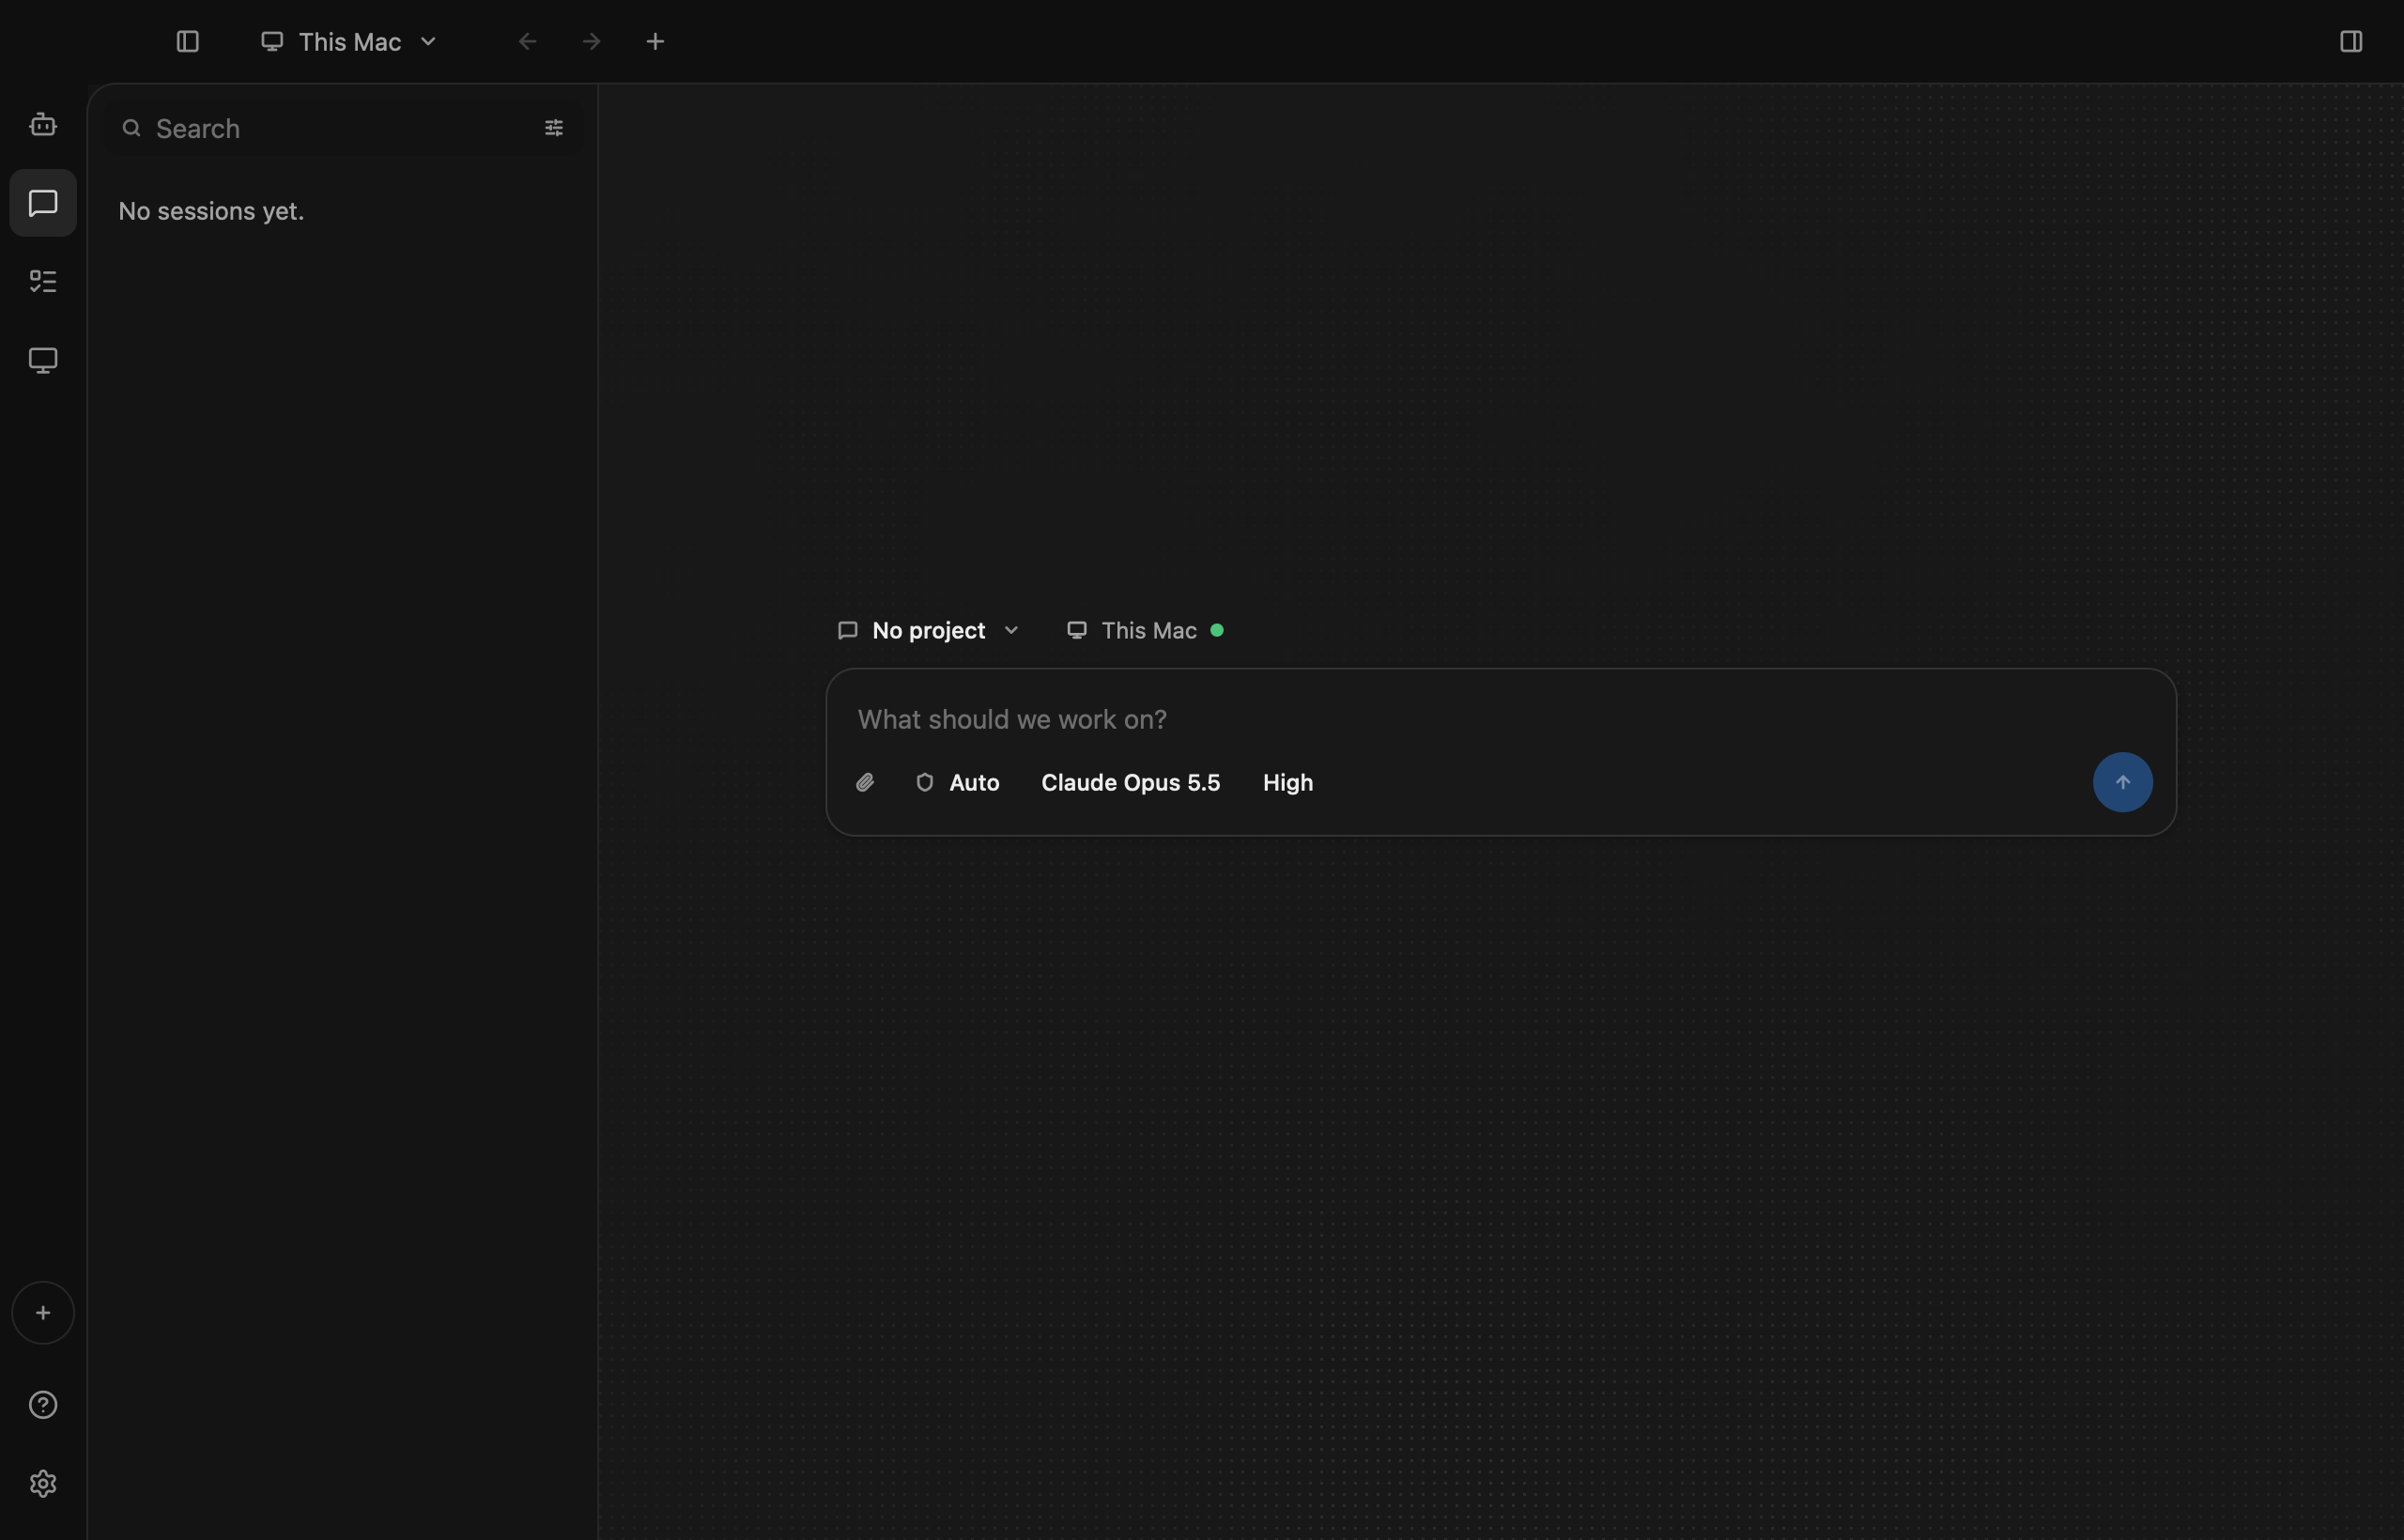 This Mac
Search
No sessions yet.
No project This Mac
What should we work on?
Auto Claude Opus 5.5 High